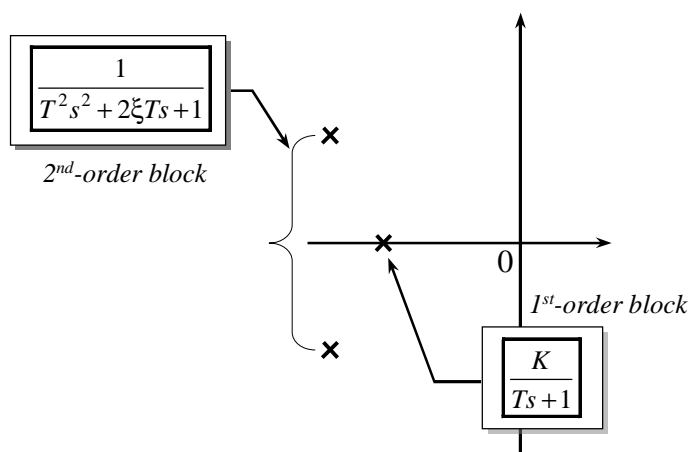 1
T²s² + 2ξTs + 1
2ⁿᵈ-order block
0
1ˢᵗ-order block
K
Ts + 1